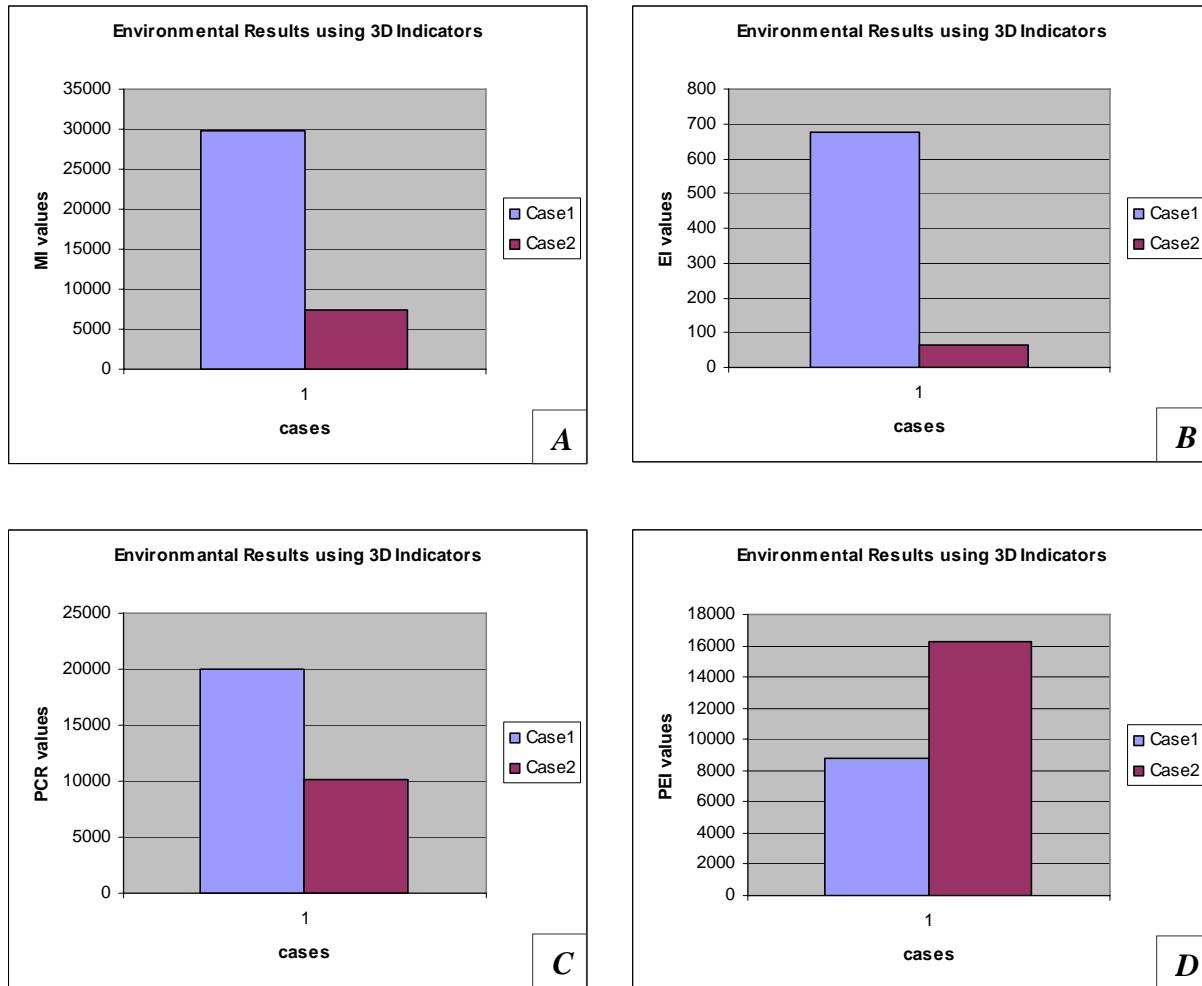 Environmental Results using 3D Indicators
35000
30000
25000
20000
15000
10000
5000
0
MI values
1
cases
Case1
Case2
A
Environmental Results using 3D Indicators
800
700
600
500
400
300
200
100
0
EI values
1
cases
Case1
Case2
B
Environmantal Results using 3D Indicators
25000
20000
15000
10000
5000
0
PCR values
1
cases
Case1
Case2
C
Environmental Results using 3D Indicators
18000
16000
14000
12000
10000
8000
6000
4000
2000
0
PEI values
1
cases
Case1
Case2
D